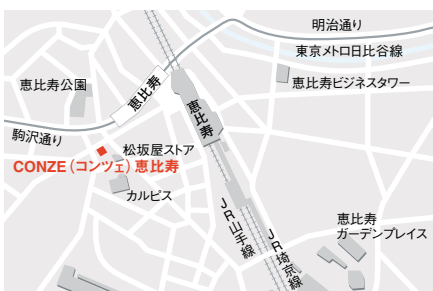 明治通り
東京メトロ日比谷線
恵比寿ビジネスタワー
恵比寿公園
恵比寿
恵比寿
駒沢通り
松坂屋ストア
CONZE（コンツェ）恵比寿
カルピス
JR山手線
JR埼京線
恵比寿
ガーデンプレイス